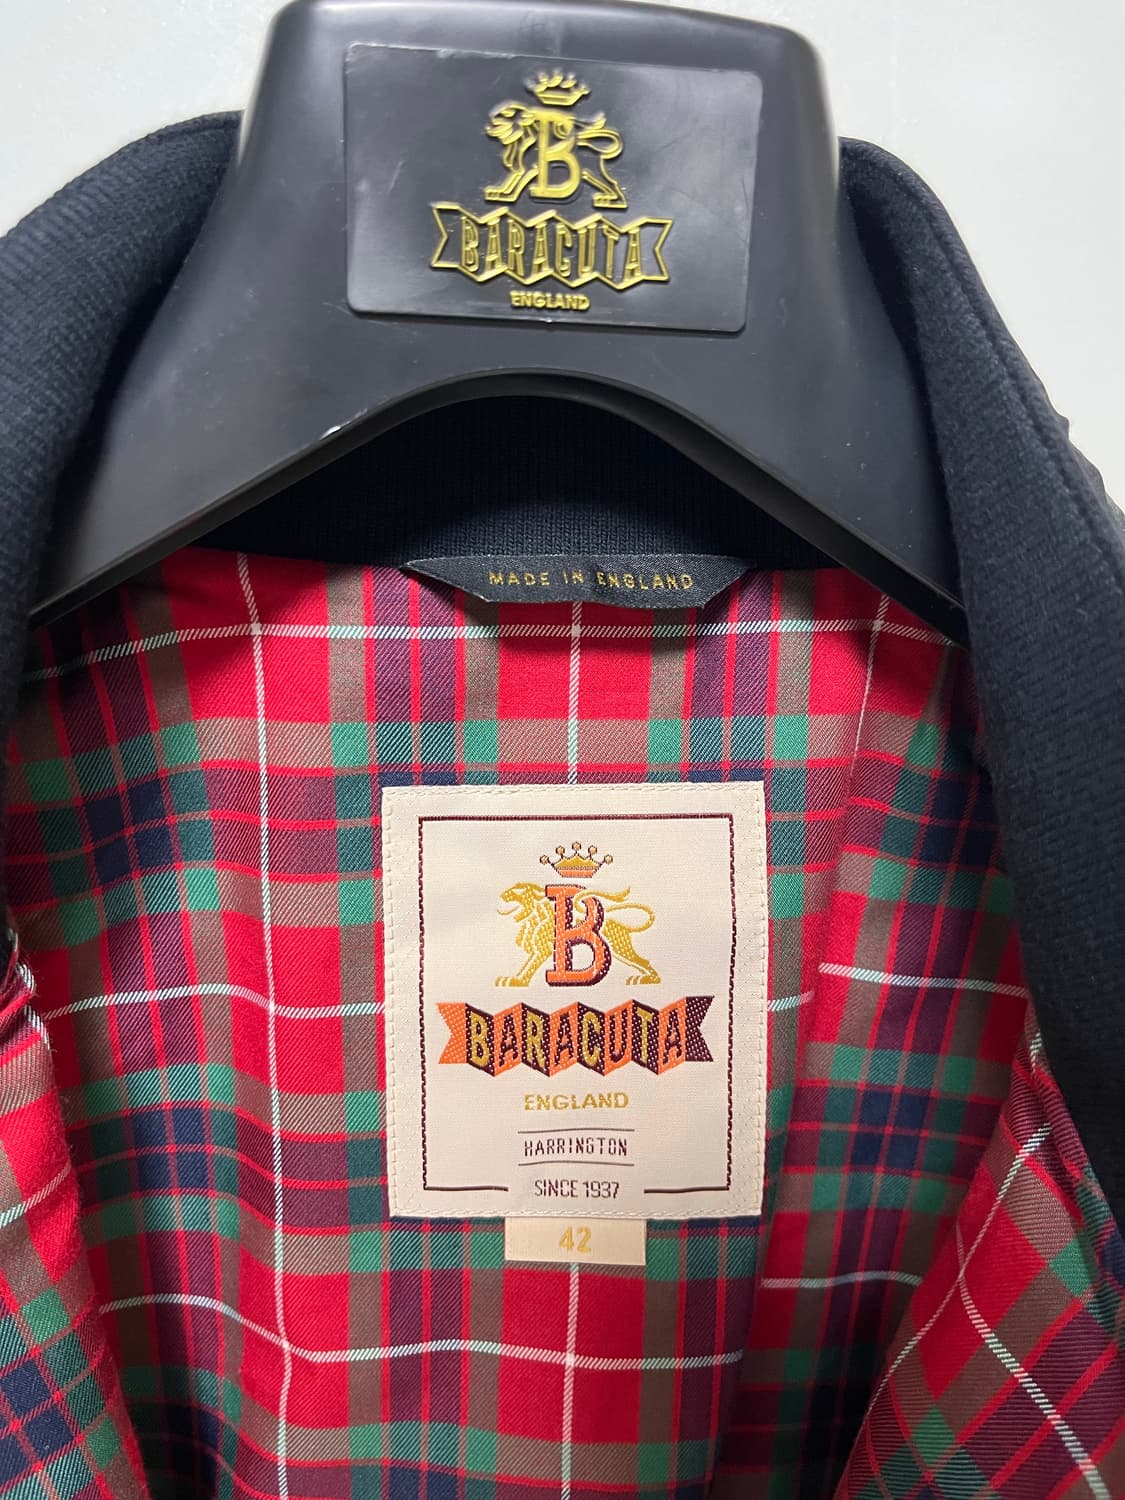 B
BARACUTA
ENGLAND
MADE IN ENGLAND
B
BARACUTA
ENGLAND
HARRINGTON
SINCE 1937
42